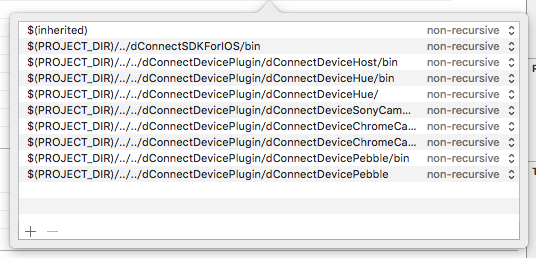 $(inherited) non-recursive
$(PROJECT_DIR)/../dConnectSDKForIOS/bin non-recursive
$(PROJECT_DIR)/../../dConnectDevicePlugin/dConnectDeviceHost/bin non-recursive
$(PROJECT_DIR)/../../dConnectDevicePlugin/dConnectDeviceHue/bin non-recursive
$(PROJECT_DIR)/../../dConnectDevicePlugin/dConnectDeviceHue/ non-recursive
$(PROJECT_DIR)/../../dConnectDevicePlugin/dConnectDeviceSonyCam... non-recursive
$(PROJECT_DIR)/../../dConnectDevicePlugin/dConnectDeviceChromeCa... non-recursive
$(PROJECT_DIR)/../../dConnectDevicePlugin/dConnectDeviceChromeCa... non-recursive
$(PROJECT_DIR)/../../dConnectDevicePlugin/dConnectDevicePebble/bin non-recursive
$(PROJECT_DIR)/../../dConnectDevicePlugin/dConnectDevicePebble non-recursive